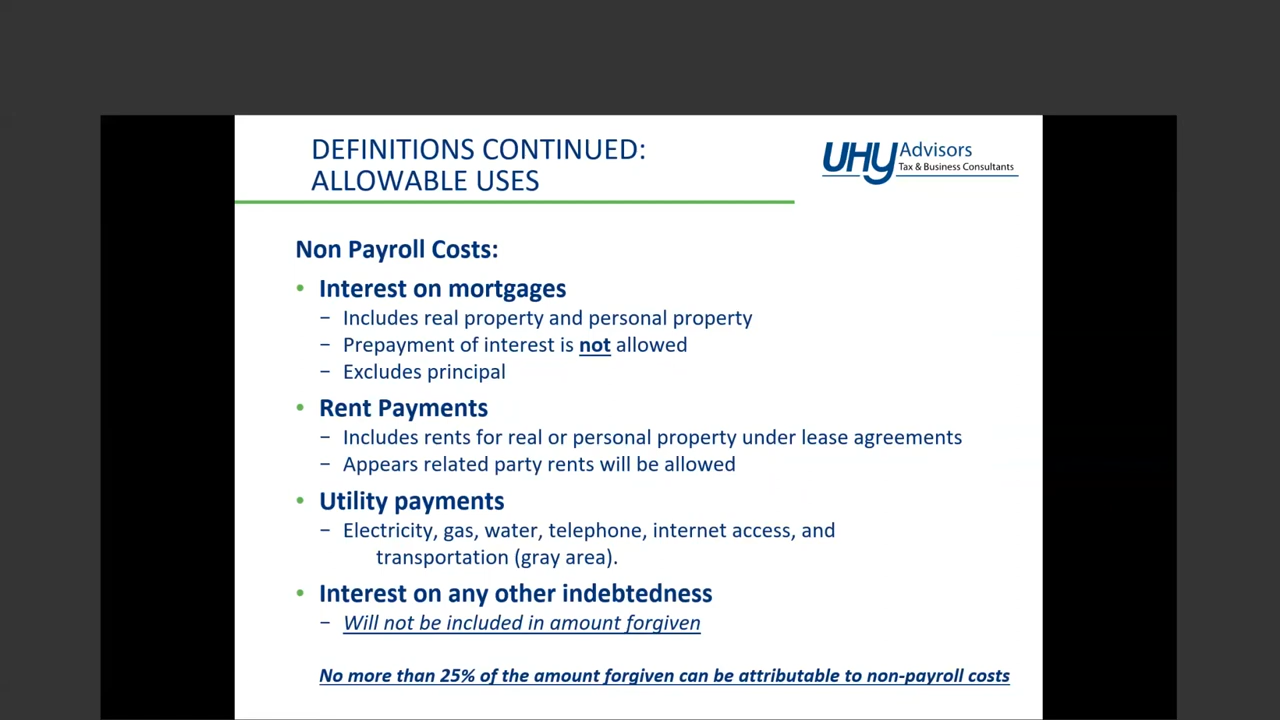 DEFINITIONS CONTINUED:
ALLOWABLE USES
UHY Advisors
Tax & Business Consultants
Non Payroll Costs:
• Interest on mortgages
− Includes real property and personal property
− Prepayment of interest is not allowed
− Excludes principal
• Rent Payments
− Includes rents for real or personal property under lease agreements
− Appears related party rents will be allowed
• Utility payments
− Electricity, gas, water, telephone, internet access, and
transportation (gray area).
• Interest on any other indebtedness
− Will not be included in amount forgiven
No more than 25% of the amount forgiven can be attributable to non-payroll costs